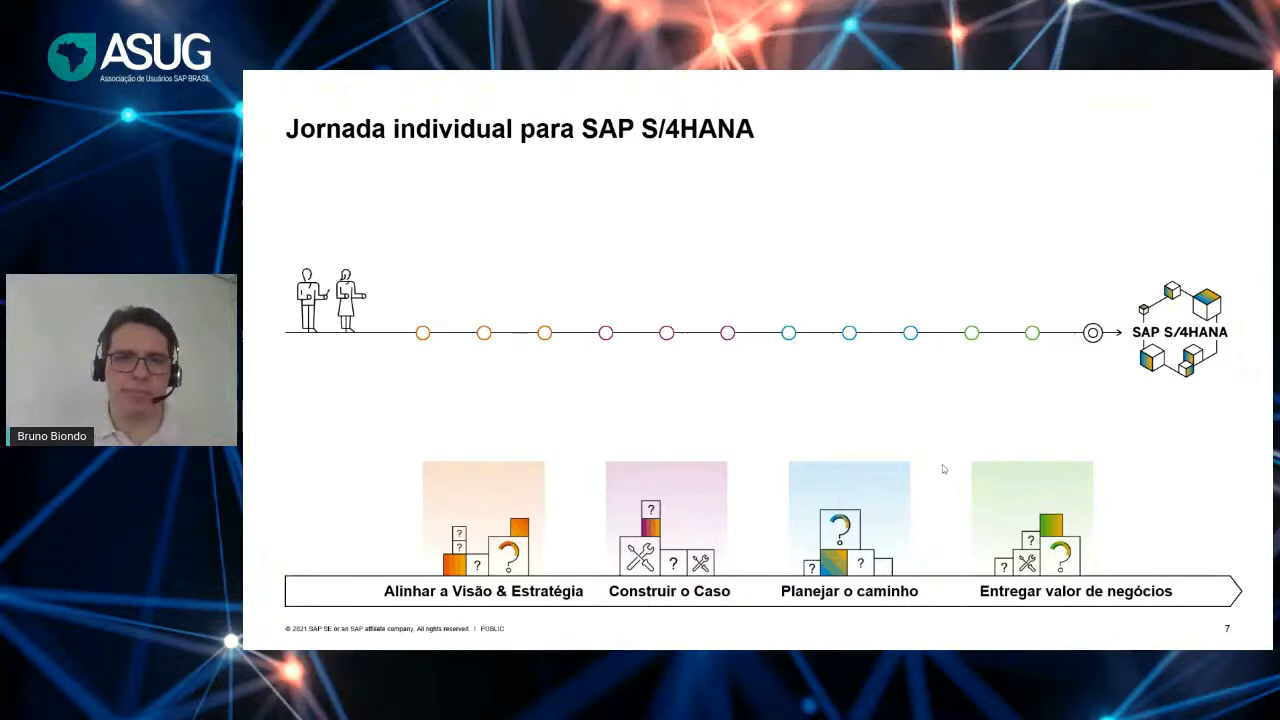 ASUG
Associação de Usuários SAP BRASIL
Jornada individual para SAP S/4HANA
SAP S/4HANA
Bruno Biondo
?
?
?
?
?
?
?
?
?
?
?
?
Alinhar a Visão & Estratégia
Construir o Caso
Planejar o caminho
Entregar valor de negócios
© 2021 SAP SE or an SAP affiliate company. All rights reserved. I PUBLIC
7